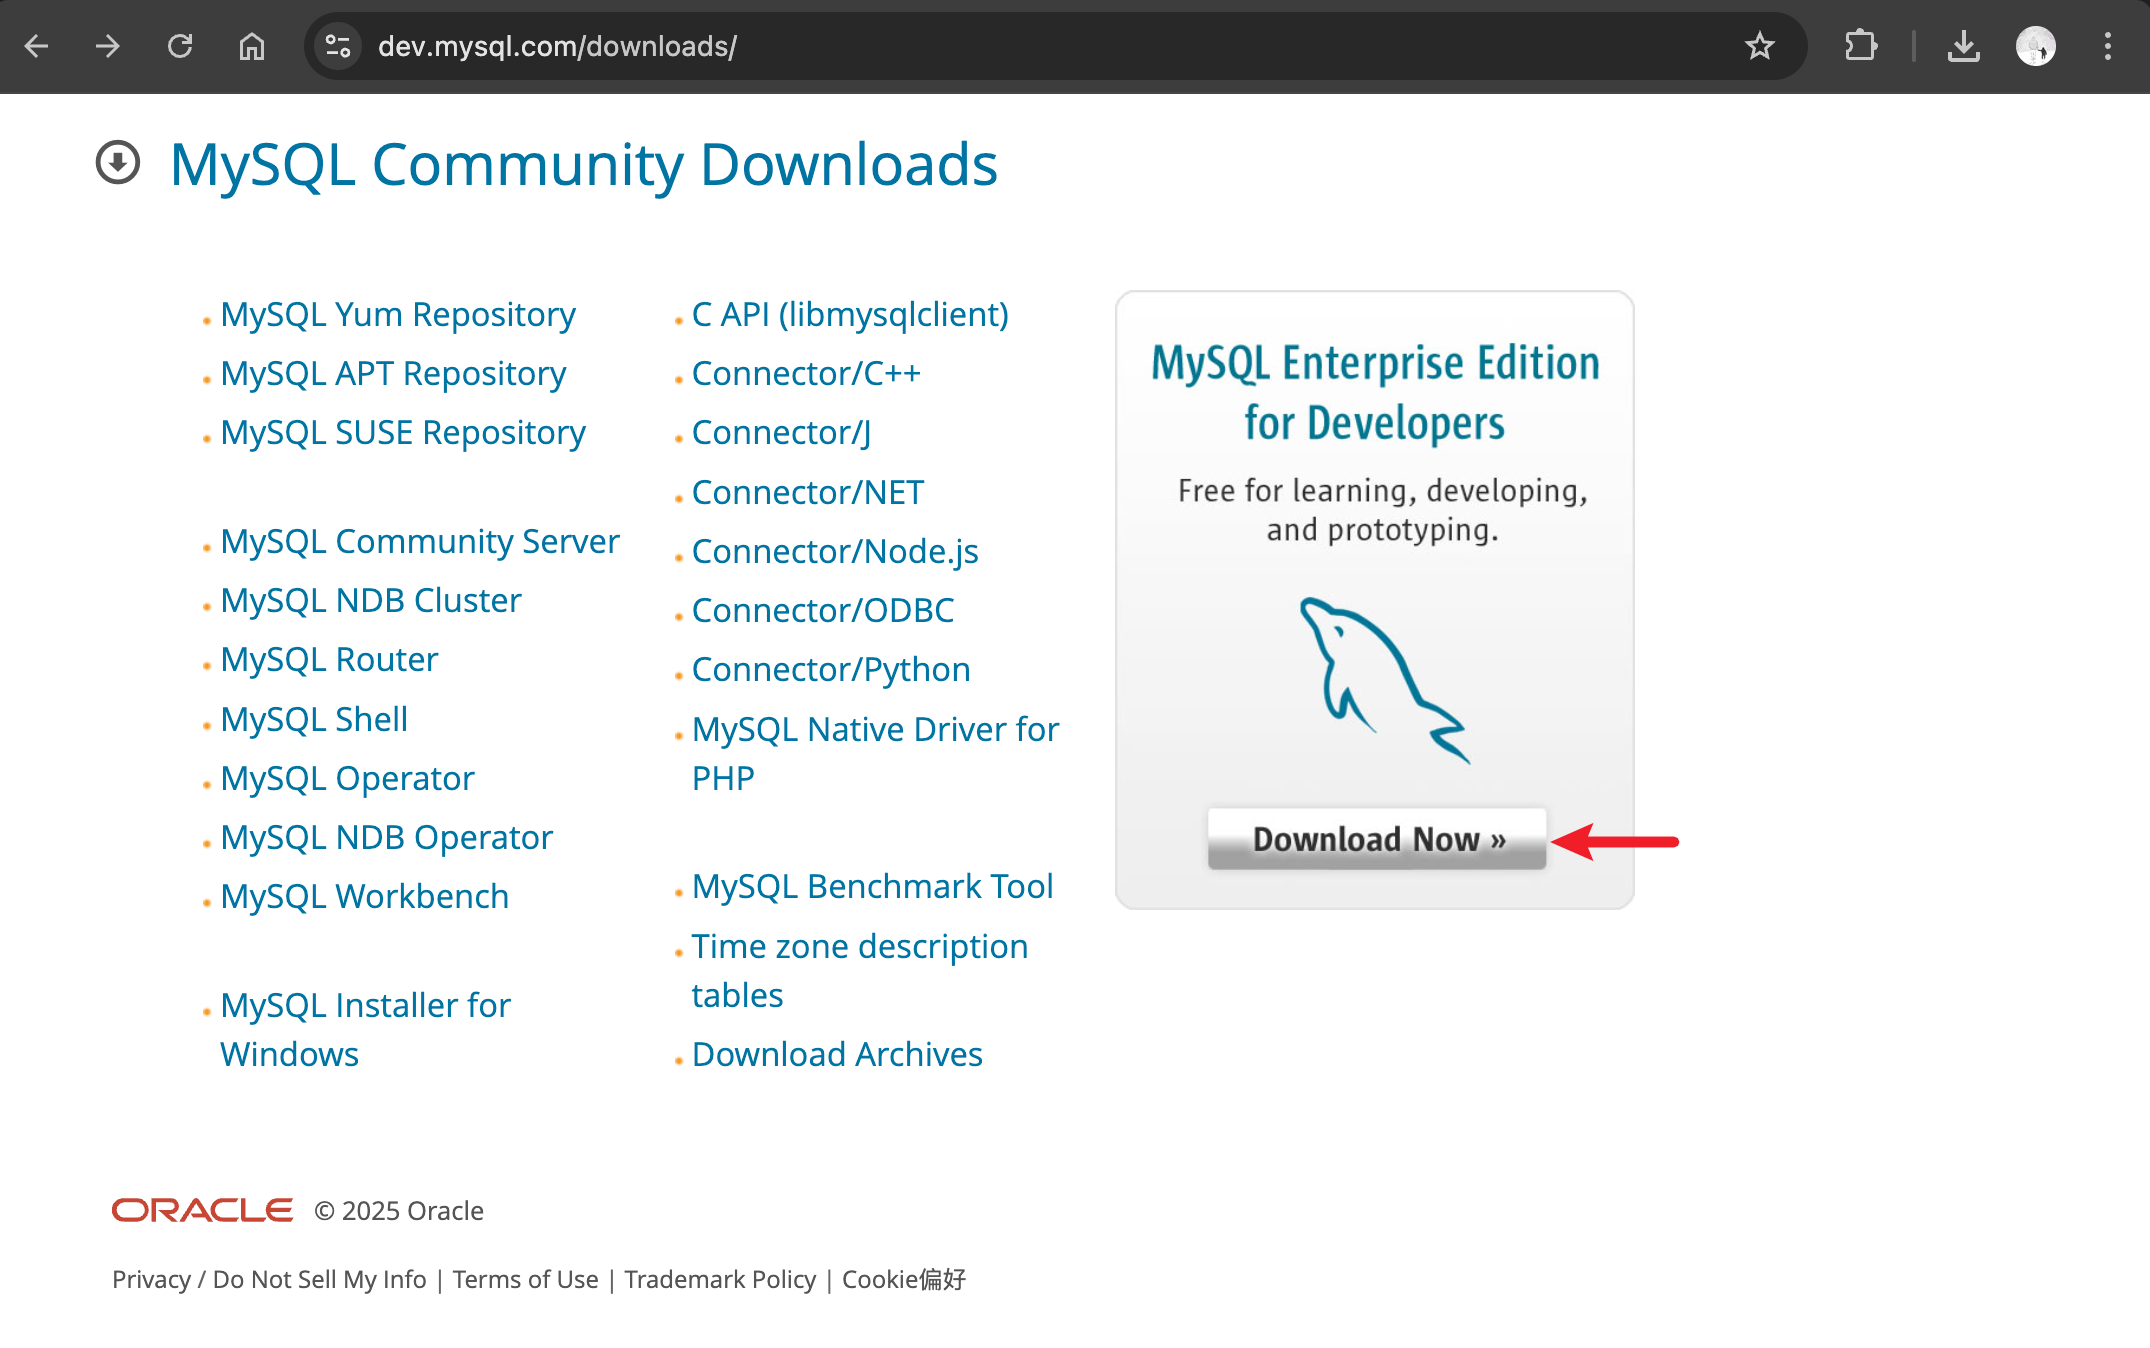 dev.mysql.com/downloads/
MySQL Community Downloads
MySQL Yum Repository
MySQL APT Repository
MySQL SUSE Repository
MySQL Community Server
MySQL NDB Cluster
MySQL Router
MySQL Shell
MySQL Operator
MySQL NDB Operator
MySQL Workbench
MySQL Installer for
Windows
C API (libmysqlclient)
Connector/C++
Connector/J
Connector/NET
Connector/Node.js
Connector/ODBC
Connector/Python
MySQL Native Driver for
PHP
MySQL Benchmark Tool
Time zone description
tables
Download Archives
MySQL Enterprise Edition
for Developers
Free for learning, developing,
and prototyping.
Download Now »
ORACLE © 2025 Oracle
Privacy / Do Not Sell My Info | Terms of Use | Trademark Policy | Cookie偏好